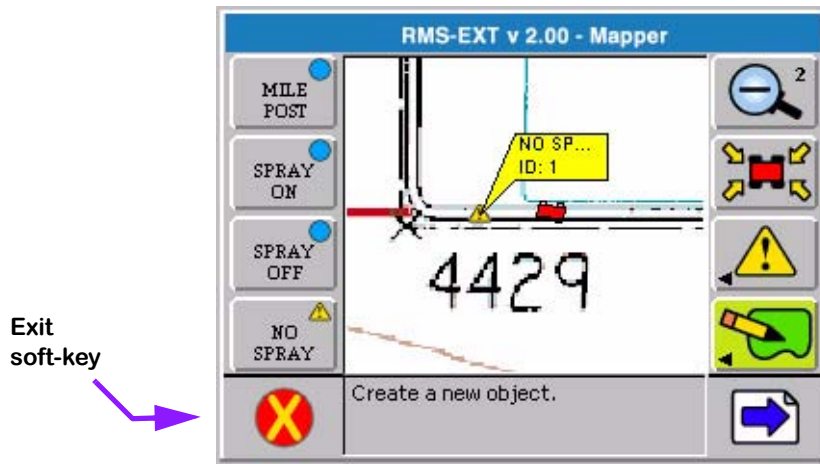 RMS-EXT v 2.00 - Mapper
MILE
POST
2
NO SP...
ID: 1
SPRAY
ON
SPRAY
OFF
4429
NO
SPRAY
Exit
soft-key
Create a new object.